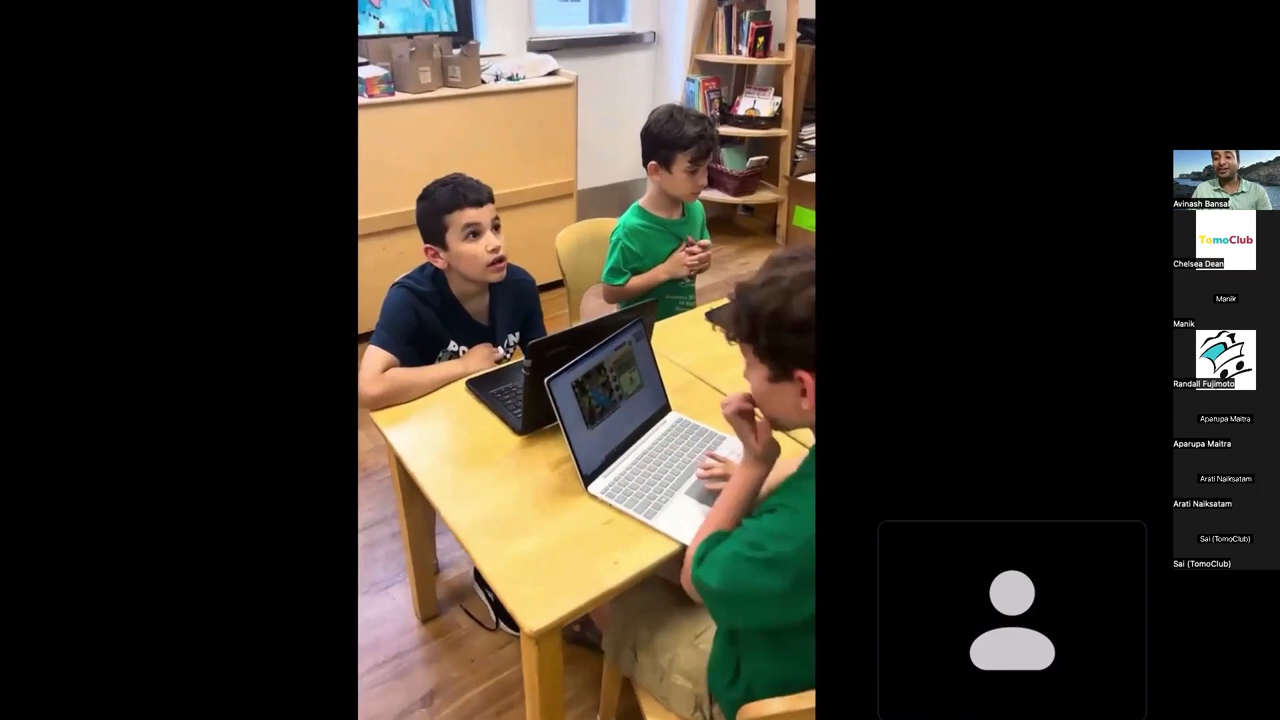 Avinash Bansal
TomoClub
Chelsea Dean
Manik
Manik
Randall Fujimoto
Aparupa Maitra
Aparupa Maitra
Arati Naiksatam
Arati Naiksatam
Sai (TomoClub)
Sai (TomoClub)